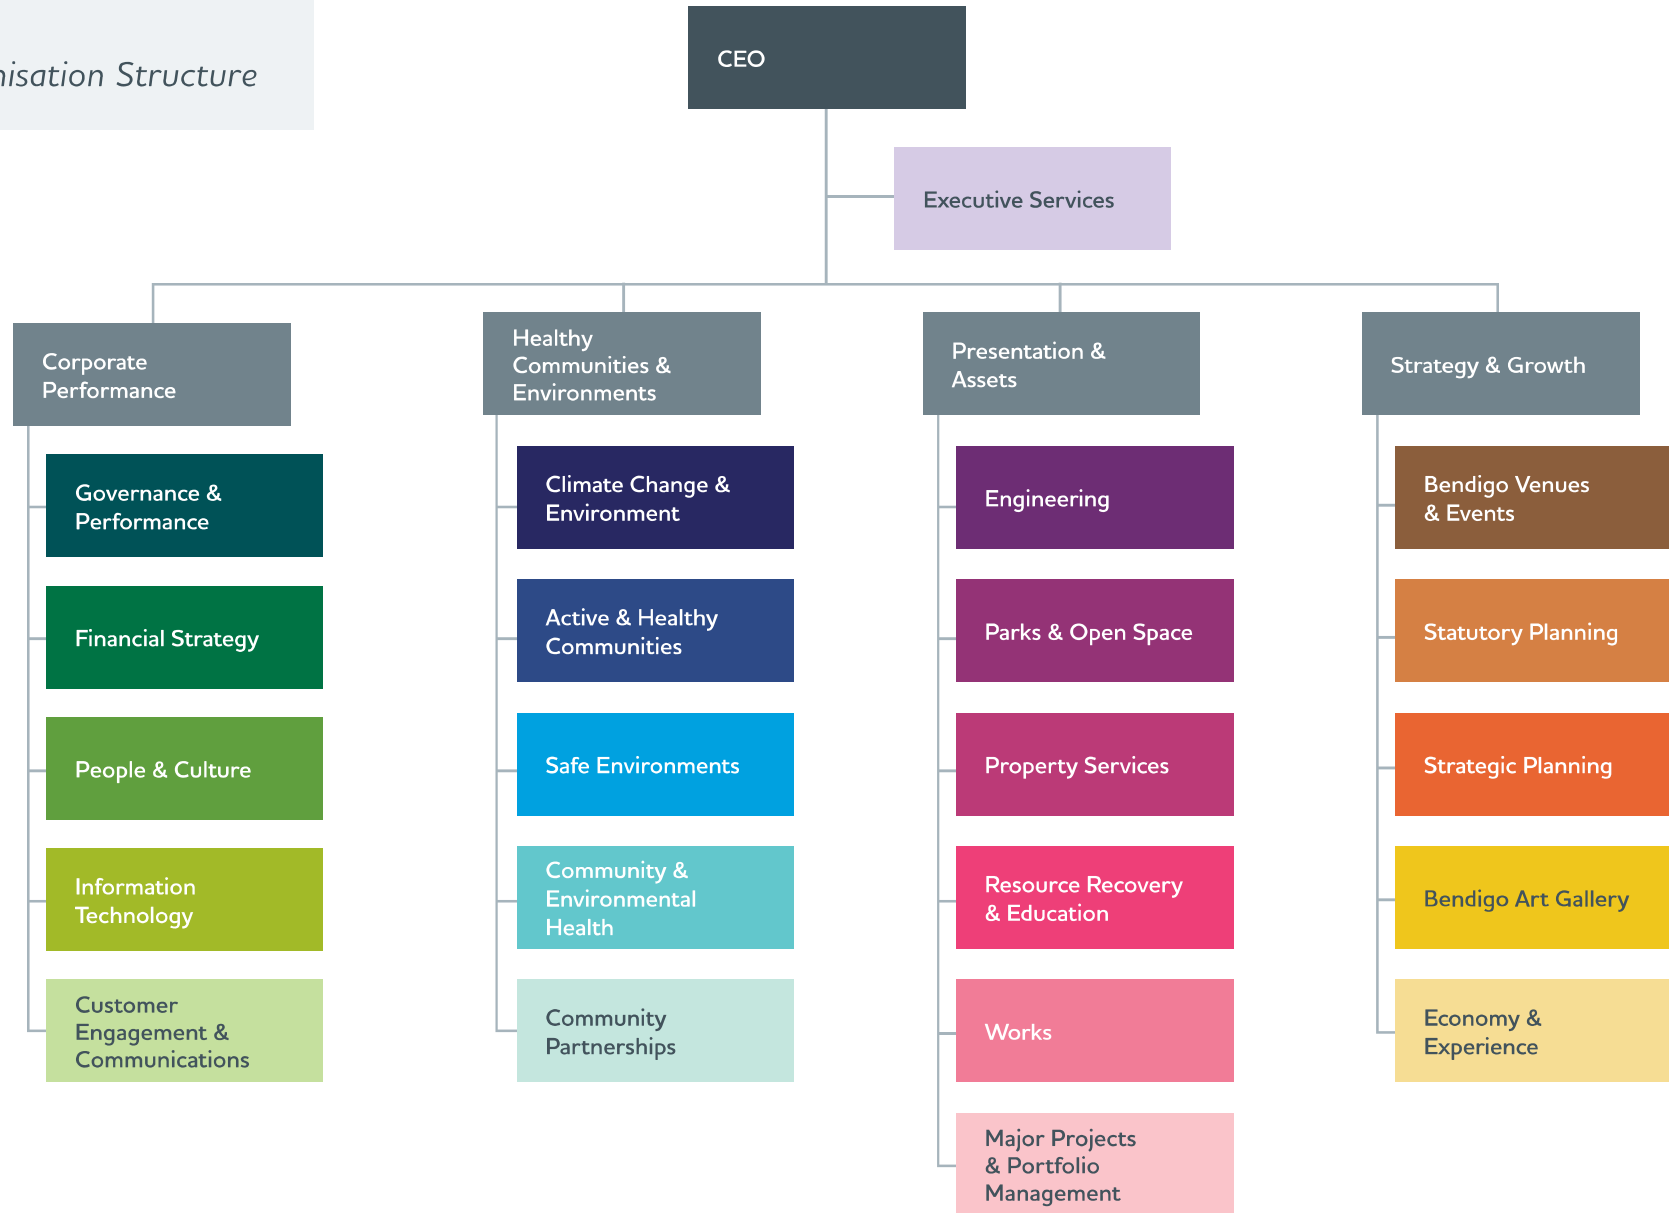 nisation Structure
CEO
Executive Services
Corporate
Performance
Governance &
Performance
Financial Strategy
People & Culture
Information
Technology
Customer
Engagement &
Communications
Healthy
Communities &
Environments
Climate Change &
Environment
Active & Healthy
Communities
Safe Environments
Community &
Environmental
Health
Community
Partnerships
Presentation &
Assets
Engineering
Parks & Open Space
Property Services
Resource Recovery
& Education
Works
Major Projects
& Portfolio
Management
Strategy & Growth
Bendigo Venues
& Events
Statutory Planning
Strategic Planning
Bendigo Art Gallery
Economy &
Experience